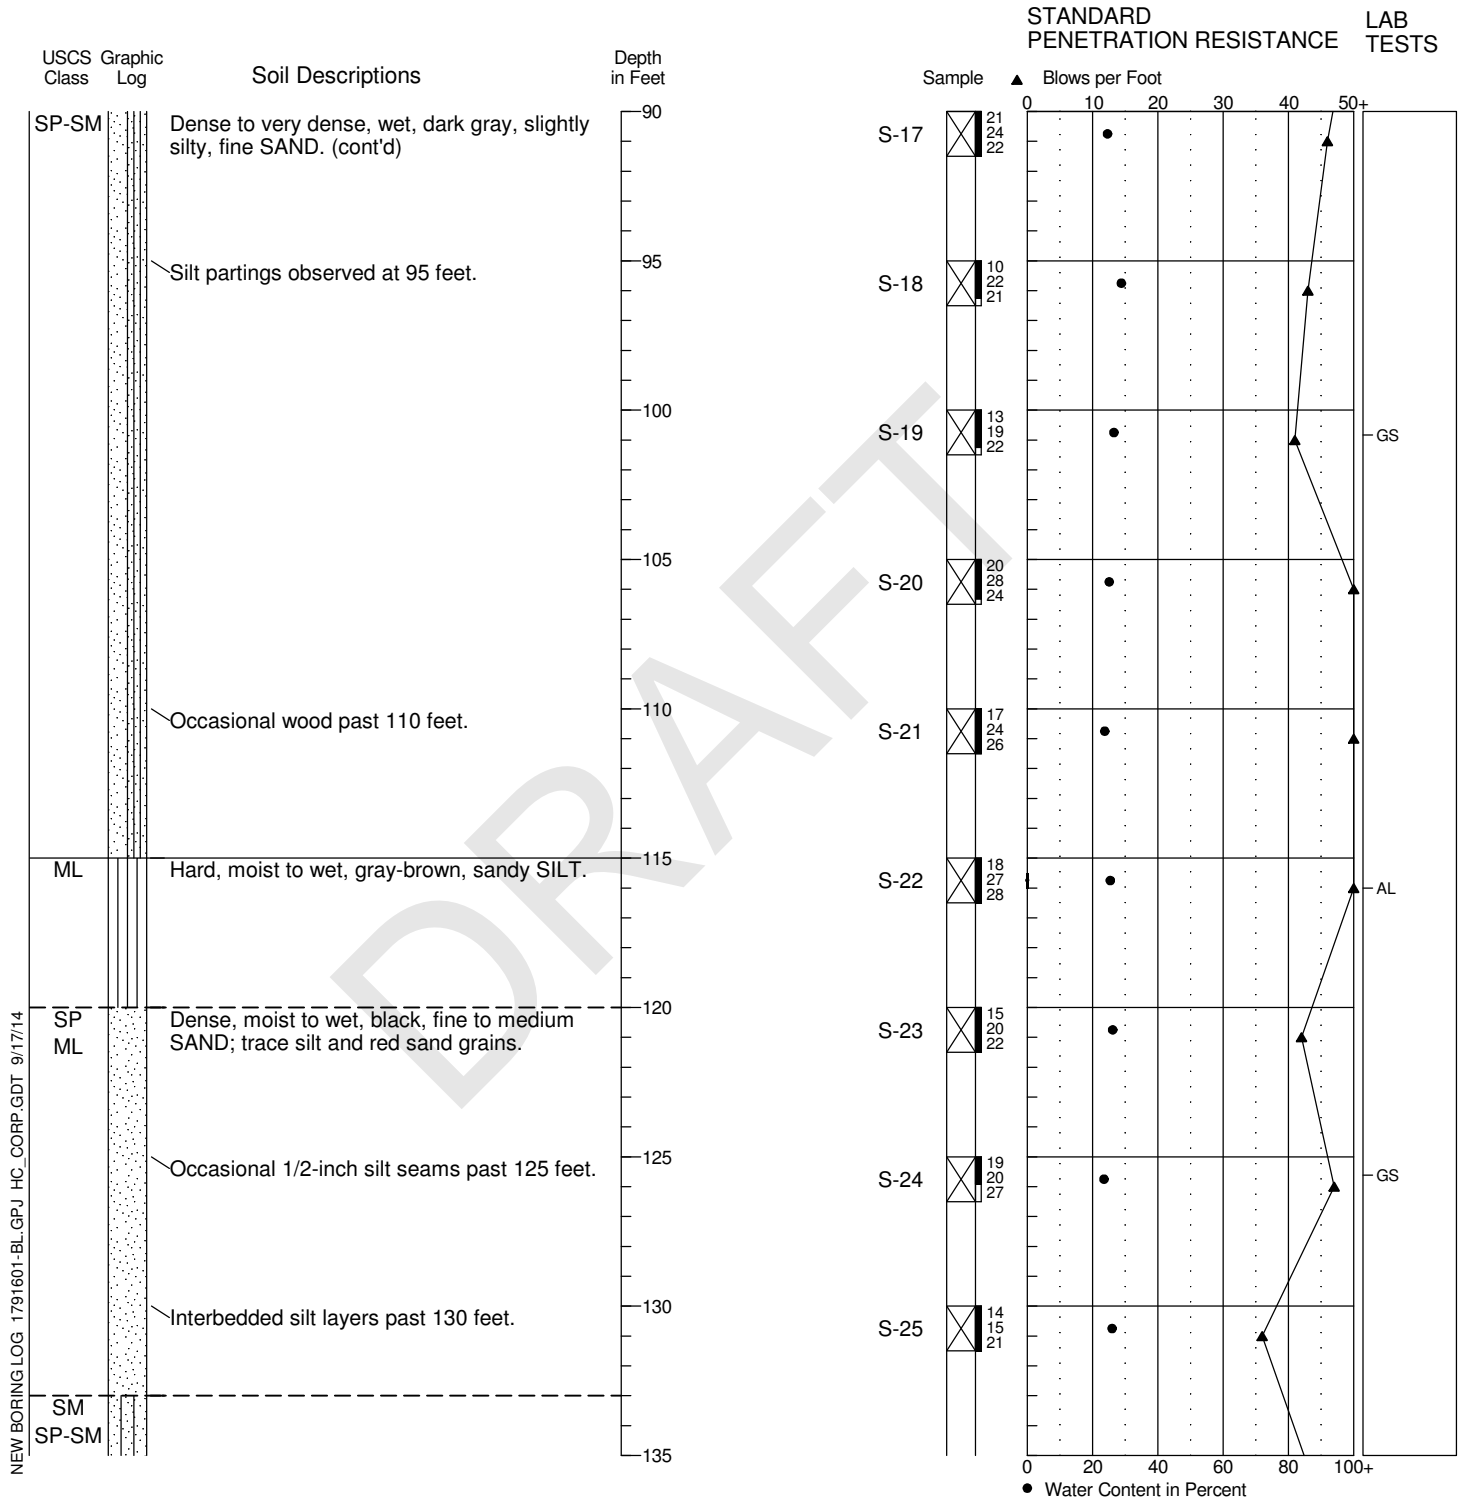 STANDARD
PENETRATION RESISTANCE
LAB
TESTS
USCS Class
Graphic Log
Soil Descriptions
Depth in Feet
Sample
▲ Blows per Foot
0 10 20 30 40 50+
SP-SM
Dense to very dense, wet, dark gray, slightly
silty, fine SAND. (cont'd)
90
S-17
21
24
22
Silt partings observed at 95 feet.
95
S-18
10
22
21
100
S-19
13
19
22
GS
105
S-20
20
28
24
Occasional wood past 110 feet.
110
S-21
17
24
26
ML
Hard, moist to wet, gray-brown, sandy SILT.
115
S-22
18
27
28
AL
SP
ML
Dense, moist to wet, black, fine to medium
SAND; trace silt and red sand grains.
120
S-23
15
20
22
Occasional 1/2-inch silt seams past 125 feet.
125
S-24
19
20
27
GS
Interbedded silt layers past 130 feet.
130
S-25
14
15
21
SM
SP-SM
135
0 20 40 60 80 100+
● Water Content in Percent
NEW BORING LOG 1791601-BL.GPJ HC_CORP.GDT 9/17/14
DRAFT